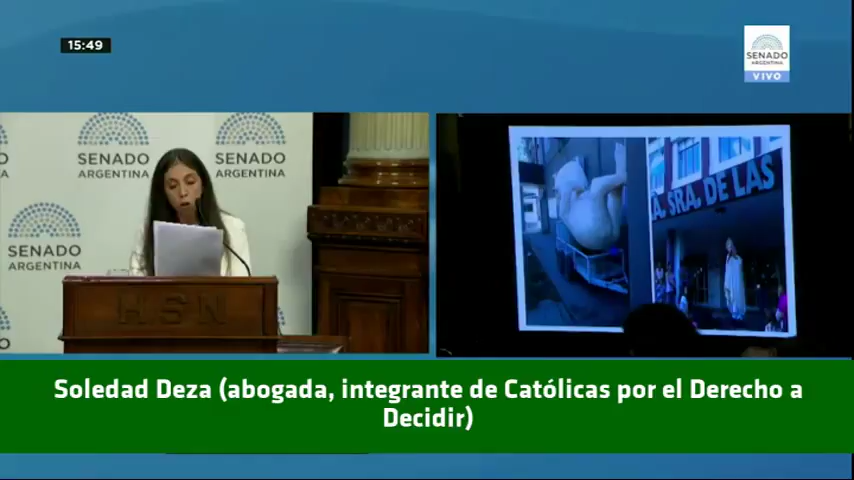 15:49
SENADO
ARGENTINA
VIVO
SENADO
ARGENTINA
SENADO
ARGENTINA
SENADO
ARGENTINA
HSN
A. SRA. DE LAS
Soledad Deza (abogada, integrante de Católicas por el Derecho a
Decidir)